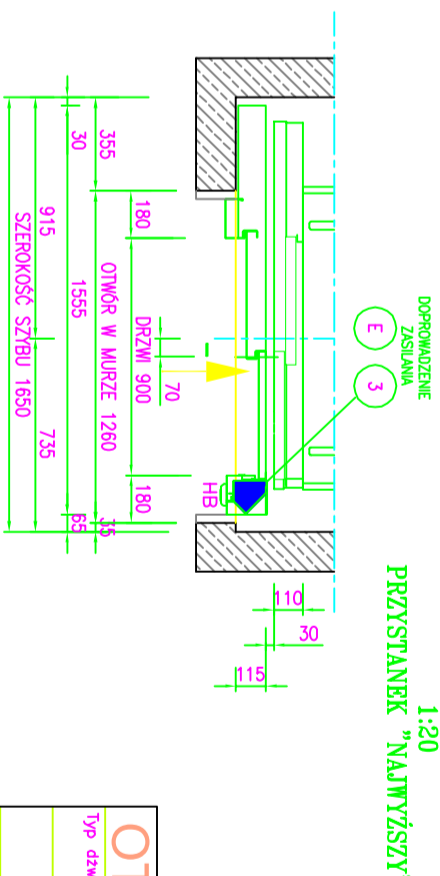 1:20
PRZYSTANEK "NAJWYŻSZY
DOPROWADZENIE
ZASILANIA
E
3
110
30
115
HB
180
DRZWI 900
180
70
355
OTWÓR W MURZE 1260
35
30
1555
65
915
735
SZEROKOŚĆ SZYBU 1650
OT
Typ dźw